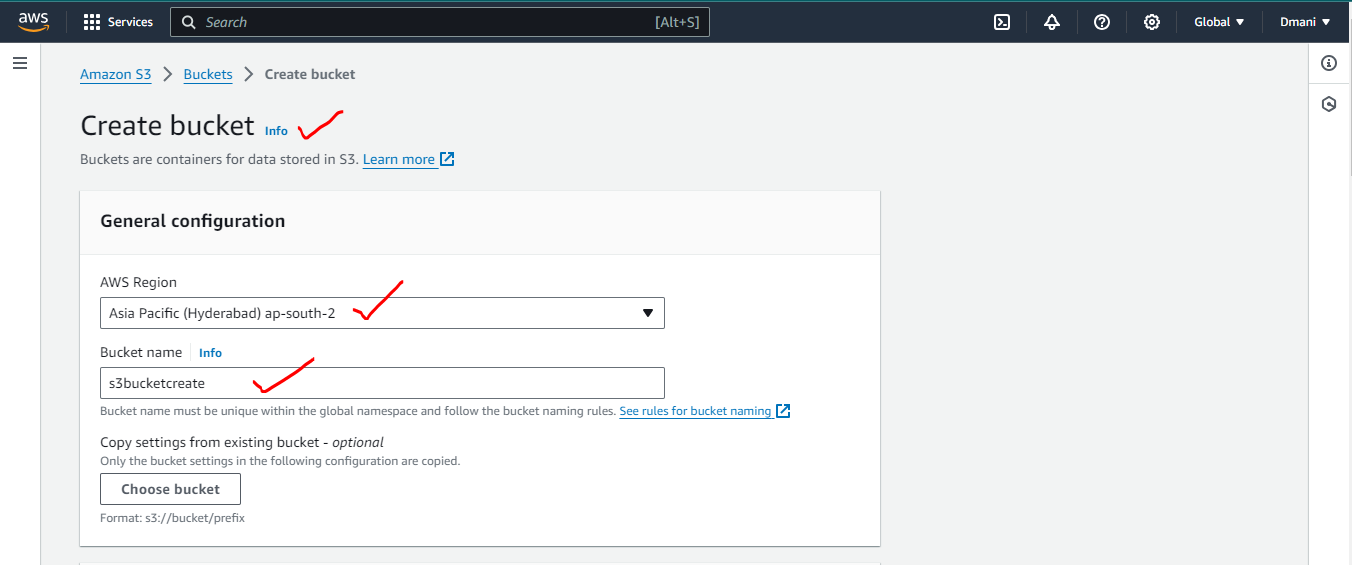 aws Services Search [Alt+S] Global ▼ Dmani ▼
Amazon S3 > Buckets > Create bucket
Create bucket Info
Buckets are containers for data stored in S3. Learn more
General configuration
AWS Region
Asia Pacific (Hyderabad) ap-south-2
Bucket name Info
s3bucketcreate
Bucket name must be unique within the global namespace and follow the bucket naming rules. See rules for bucket naming
Copy settings from existing bucket - optional
Only the bucket settings in the following configuration are copied.
Choose bucket
Format: s3://bucket/prefix